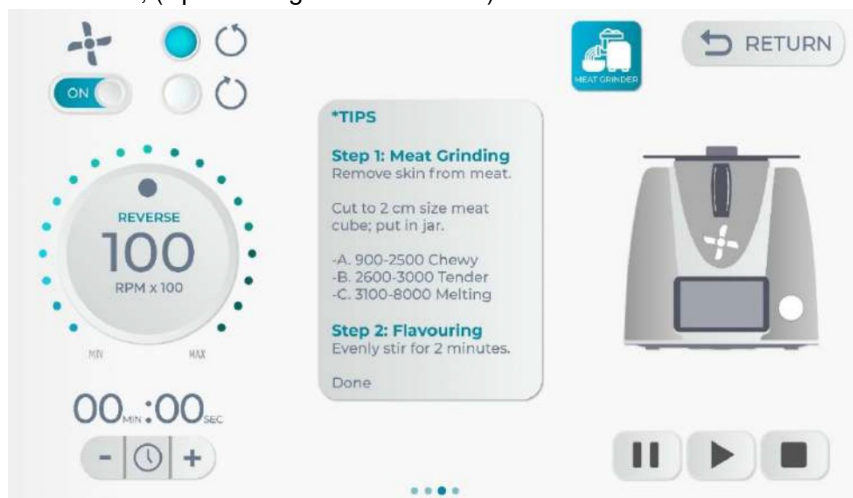 MEAT GRINDER
RETURN
ON
*TIPS
Step 1: Meat Grinding
Remove skin from meat.
Cut to 2 cm size meat
cube; put in jar.
-A. 900-2500 Chewy
-B. 2600-3000 Tender
-C. 3100-8000 Melting
Step 2: Flavouring
Evenly stir for 2 minutes.
Done
REVERSE
100
RPM x 100
MIN MAX
00MIN:00SEC
- +